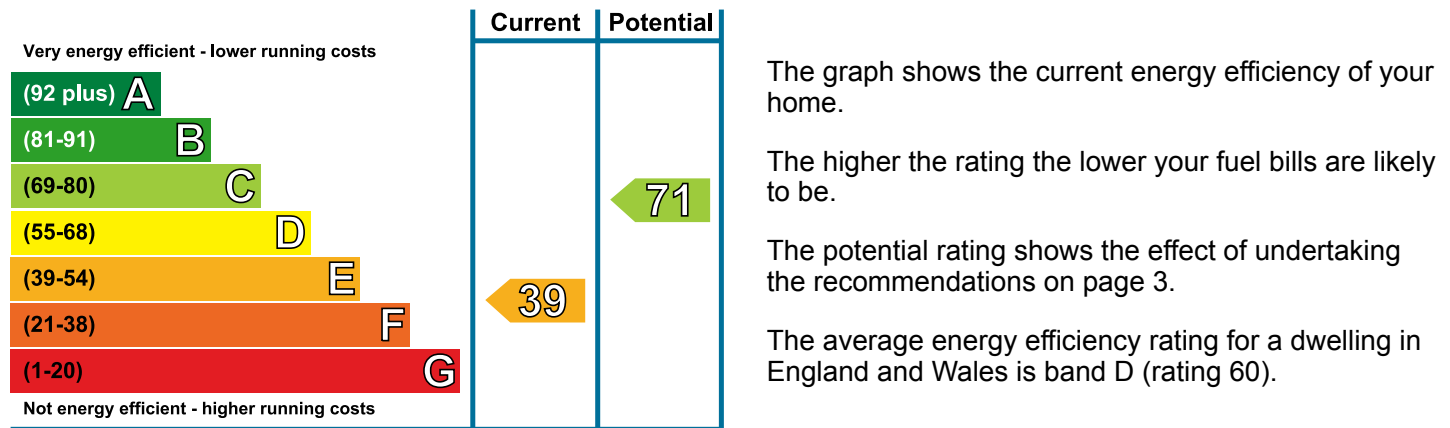 Current Potential
Very energy efficient - lower running costs
(92 plus) A
(81-91) B
(69-80) C
71
(55-68) D
(39-54) E
39
(21-38) F
(1-20) G
Not energy efficient - higher running costs
The graph shows the current energy efficiency of your
home.
The higher the rating the lower your fuel bills are likely
to be.
The potential rating shows the effect of undertaking
the recommendations on page 3.
The average energy efficiency rating for a dwelling in
England and Wales is band D (rating 60).